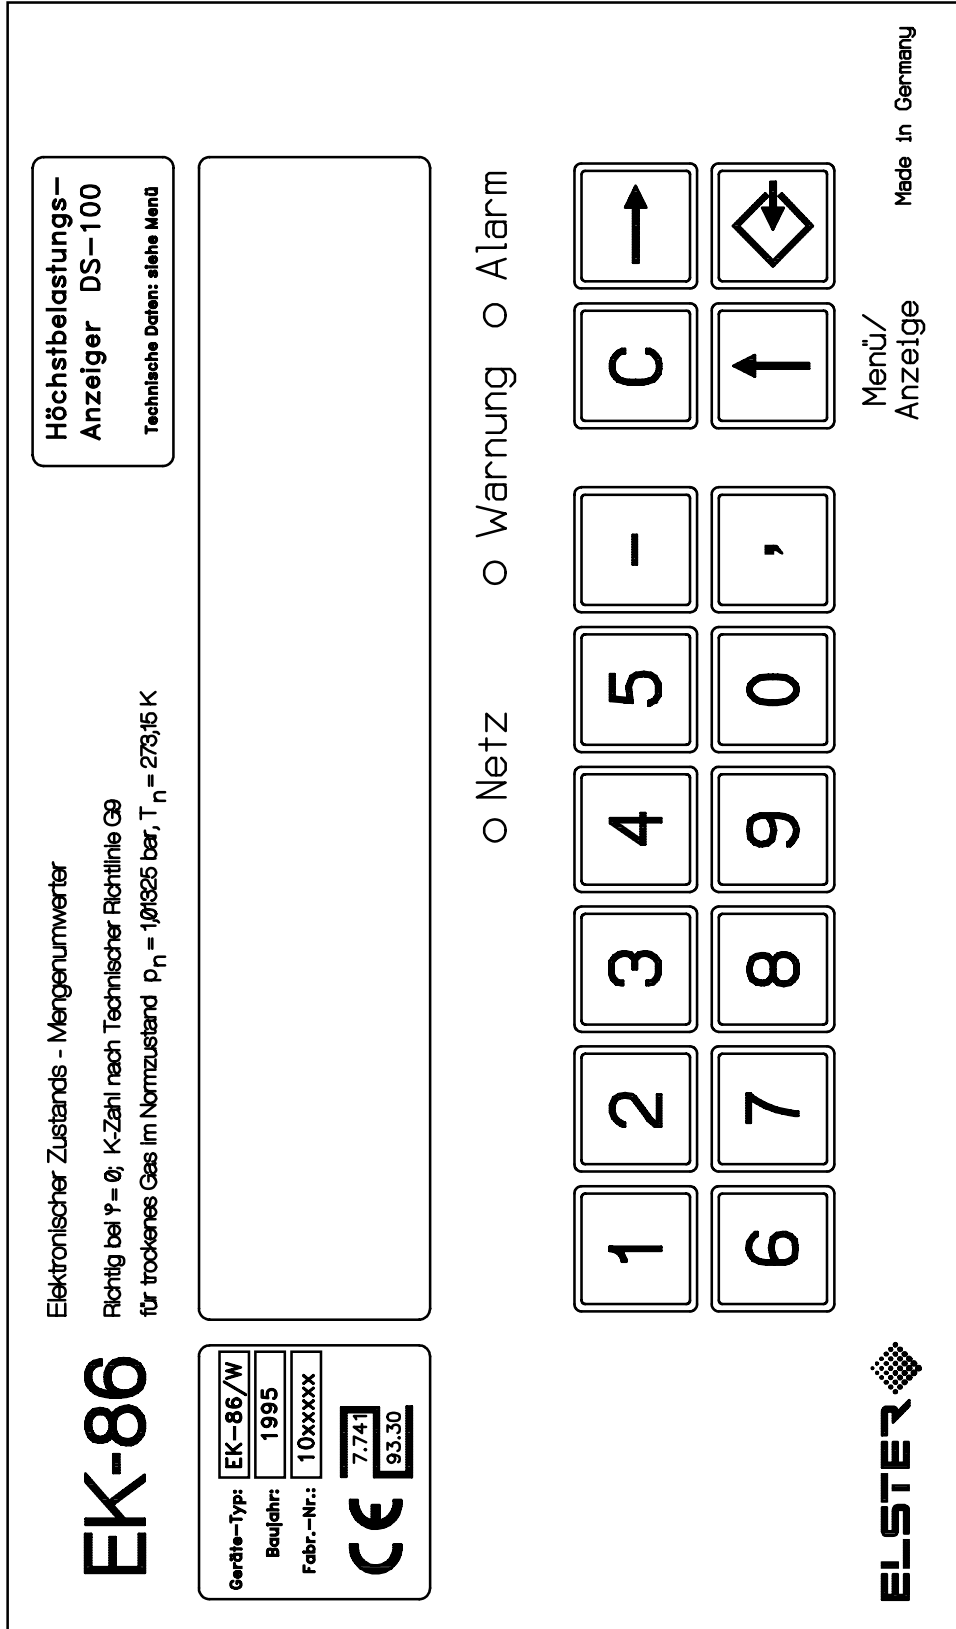 EK-86
Elektronischer Zustands - Mengenumwerter
Richtig bei φ = 0; K-Zahl nach Technischer Richtlinie G9
für trockenes Gas im Normzustand pn = 1,01325 bar, Tn = 273,15 K
Höchstbelastungs-
Anzeiger DS-100
Technische Daten: siehe Menü
Geräte-Typ: EK-86/W
Baujahr: 1995
Fabr.-Nr.: 10xxxxx
CE 7.741
93.30
Netz Warnung Alarm
1 2 3 4 5 - C →
6 7 8 9 0 , ↑
Menü/
Anzeige
ELSTER
Made in Germany